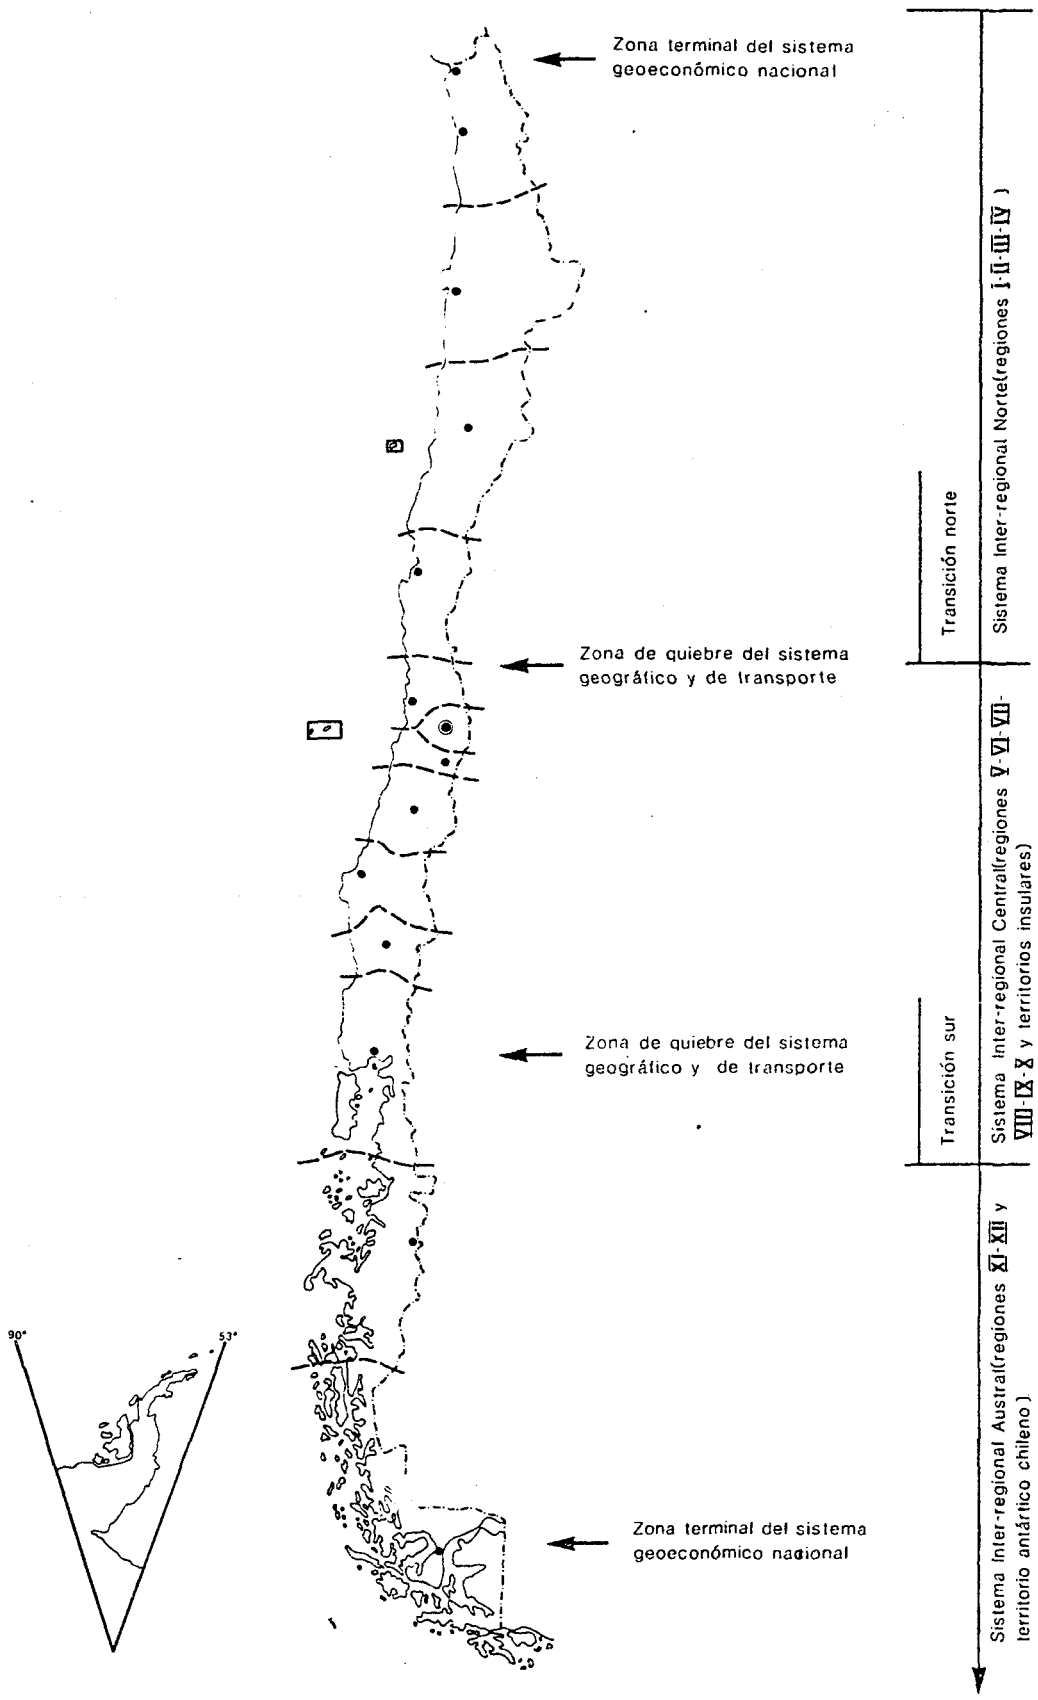 Zona terminal del sistema
geoeconómico nacional
Zona de quiebre del sistema
geográfico y de transporte
Zona de quiebre del sistema
geográfico y de transporte
Zona terminal del sistema
geoeconómico nacional
90°
53°
Transición norte
Transición sur
Sistema Inter-regional Norte(regiones I-II-III-IV )
Sistema Inter-regional Central(regiones V-VI-VII-
VIII-IX-X y territorios insulares)
Sistema Inter-regional Austral(regiones XI-XII y
territorio antártico chileno )